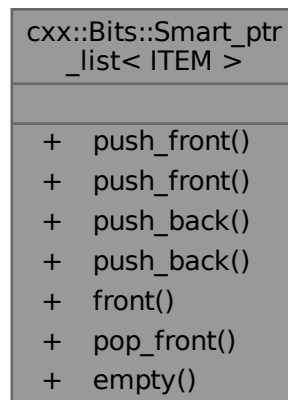 cxx::Bits::Smart_ptr
_list< ITEM >
+ push_front()
+ push_front()
+ push_back()
+ push_back()
+ front()
+ pop_front()
+ empty()